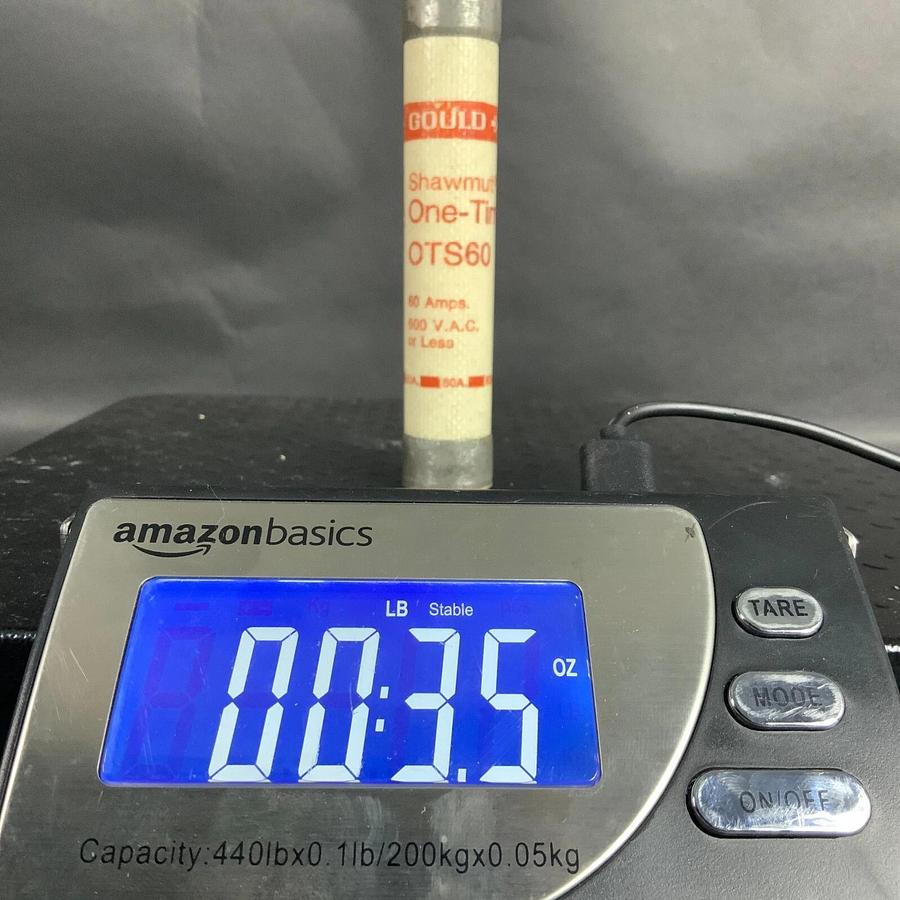 GOULD
Shawmut
One-Tim
OTS60
60 Amps.
600 V.A.C.
or Less
60A.
amazonbasics
LB Stable
00:3.5 OZ
TARE
MODE
ON/OFF
Capacity:440lbx0.1lb/200kgx0.05kg